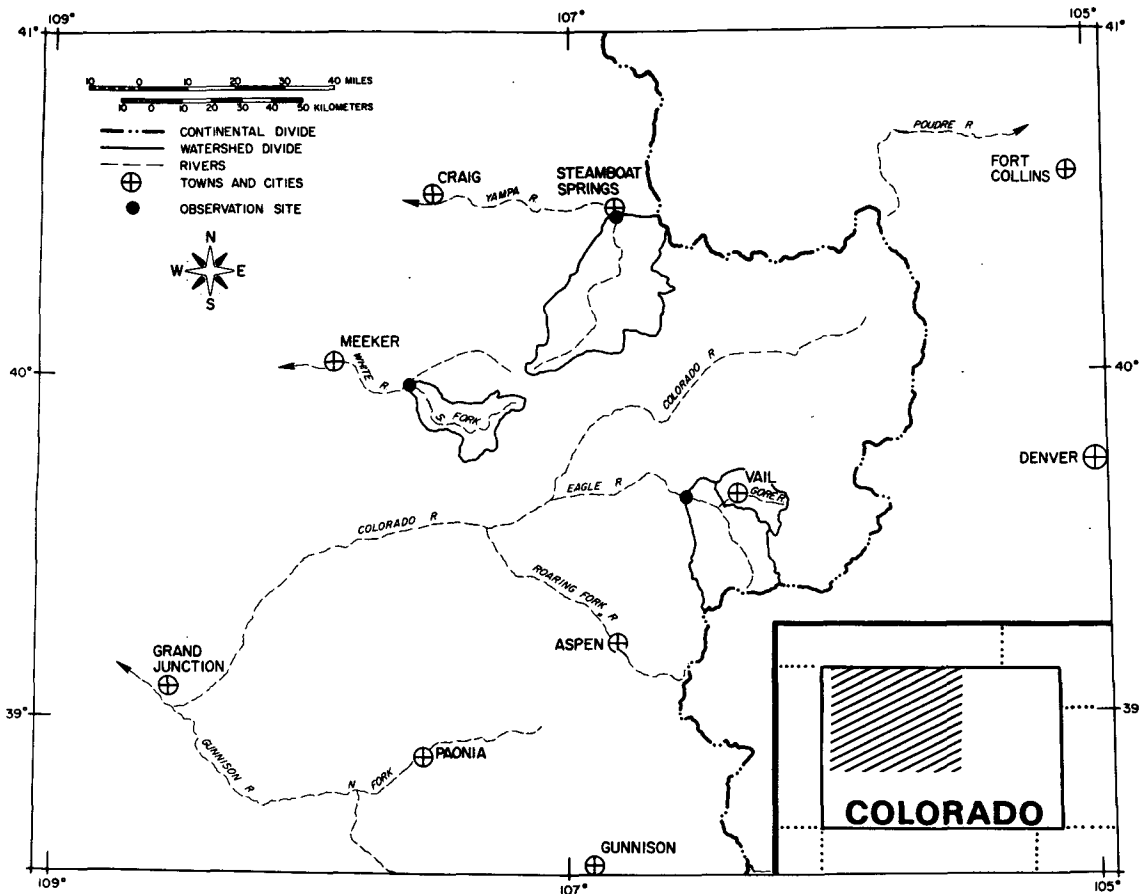 109°
107°
105°
41°
41°
10 0 10 20 30 40 MILES
10 0 10 20 30 40 50 KILOMETERS
CONTINENTAL DIVIDE
WATERSHED DIVIDE
RIVERS
TOWNS AND CITIES
OBSERVATION SITE
N
W E
S
POUDRE R
FORT
COLLINS
CRAIG
YAMPA R
STEAMBOAT
SPRINGS
MEEKER
WHITE R
S FORK
40°
40°
COLORADO R
DENVER
VAIL
GORE R
EAGLE R
COLORADO R
ROARING FORK R
ASPEN
GRAND
JUNCTION
39°
39°
GUNNISON R
N FORK
PAONIA
GUNNISON
COLORADO
109°
107°
105°